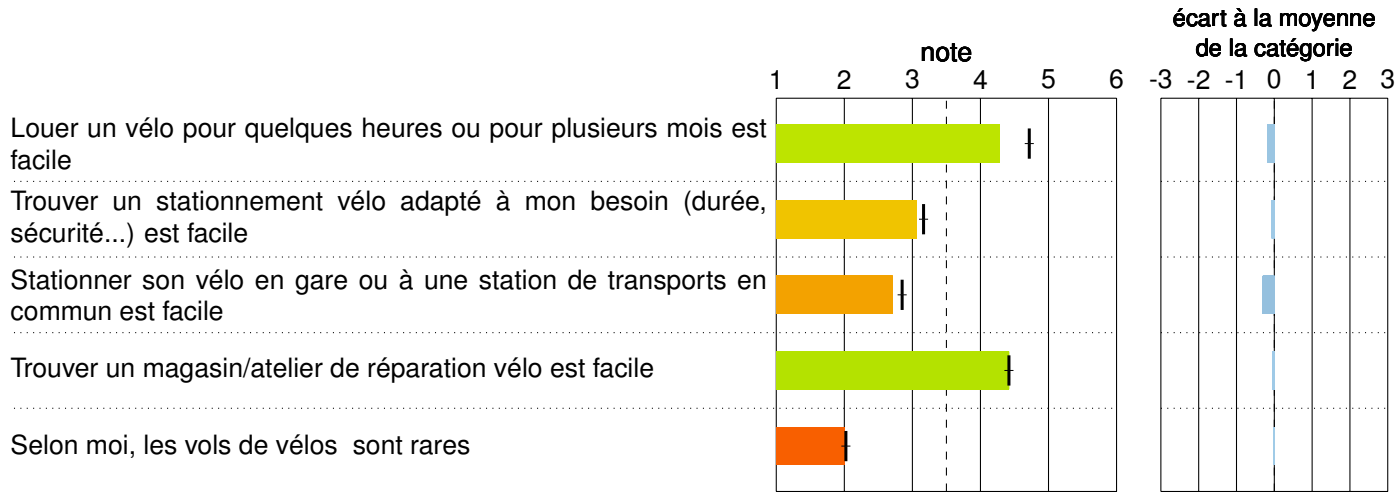 écart à la moyenne
note de la catégorie
1 2 3 4 5 6 -3 -2 -1 0 1 2 3
Louer un vélo pour quelques heures ou pour plusieurs mois est
facile
Trouver un stationnement vélo adapté à mon besoin (durée,
sécurité...) est facile
Stationner son vélo en gare ou à une station de transports en
commun est facile
Trouver un magasin/atelier de réparation vélo est facile
Selon moi, les vols de vélos sont rares